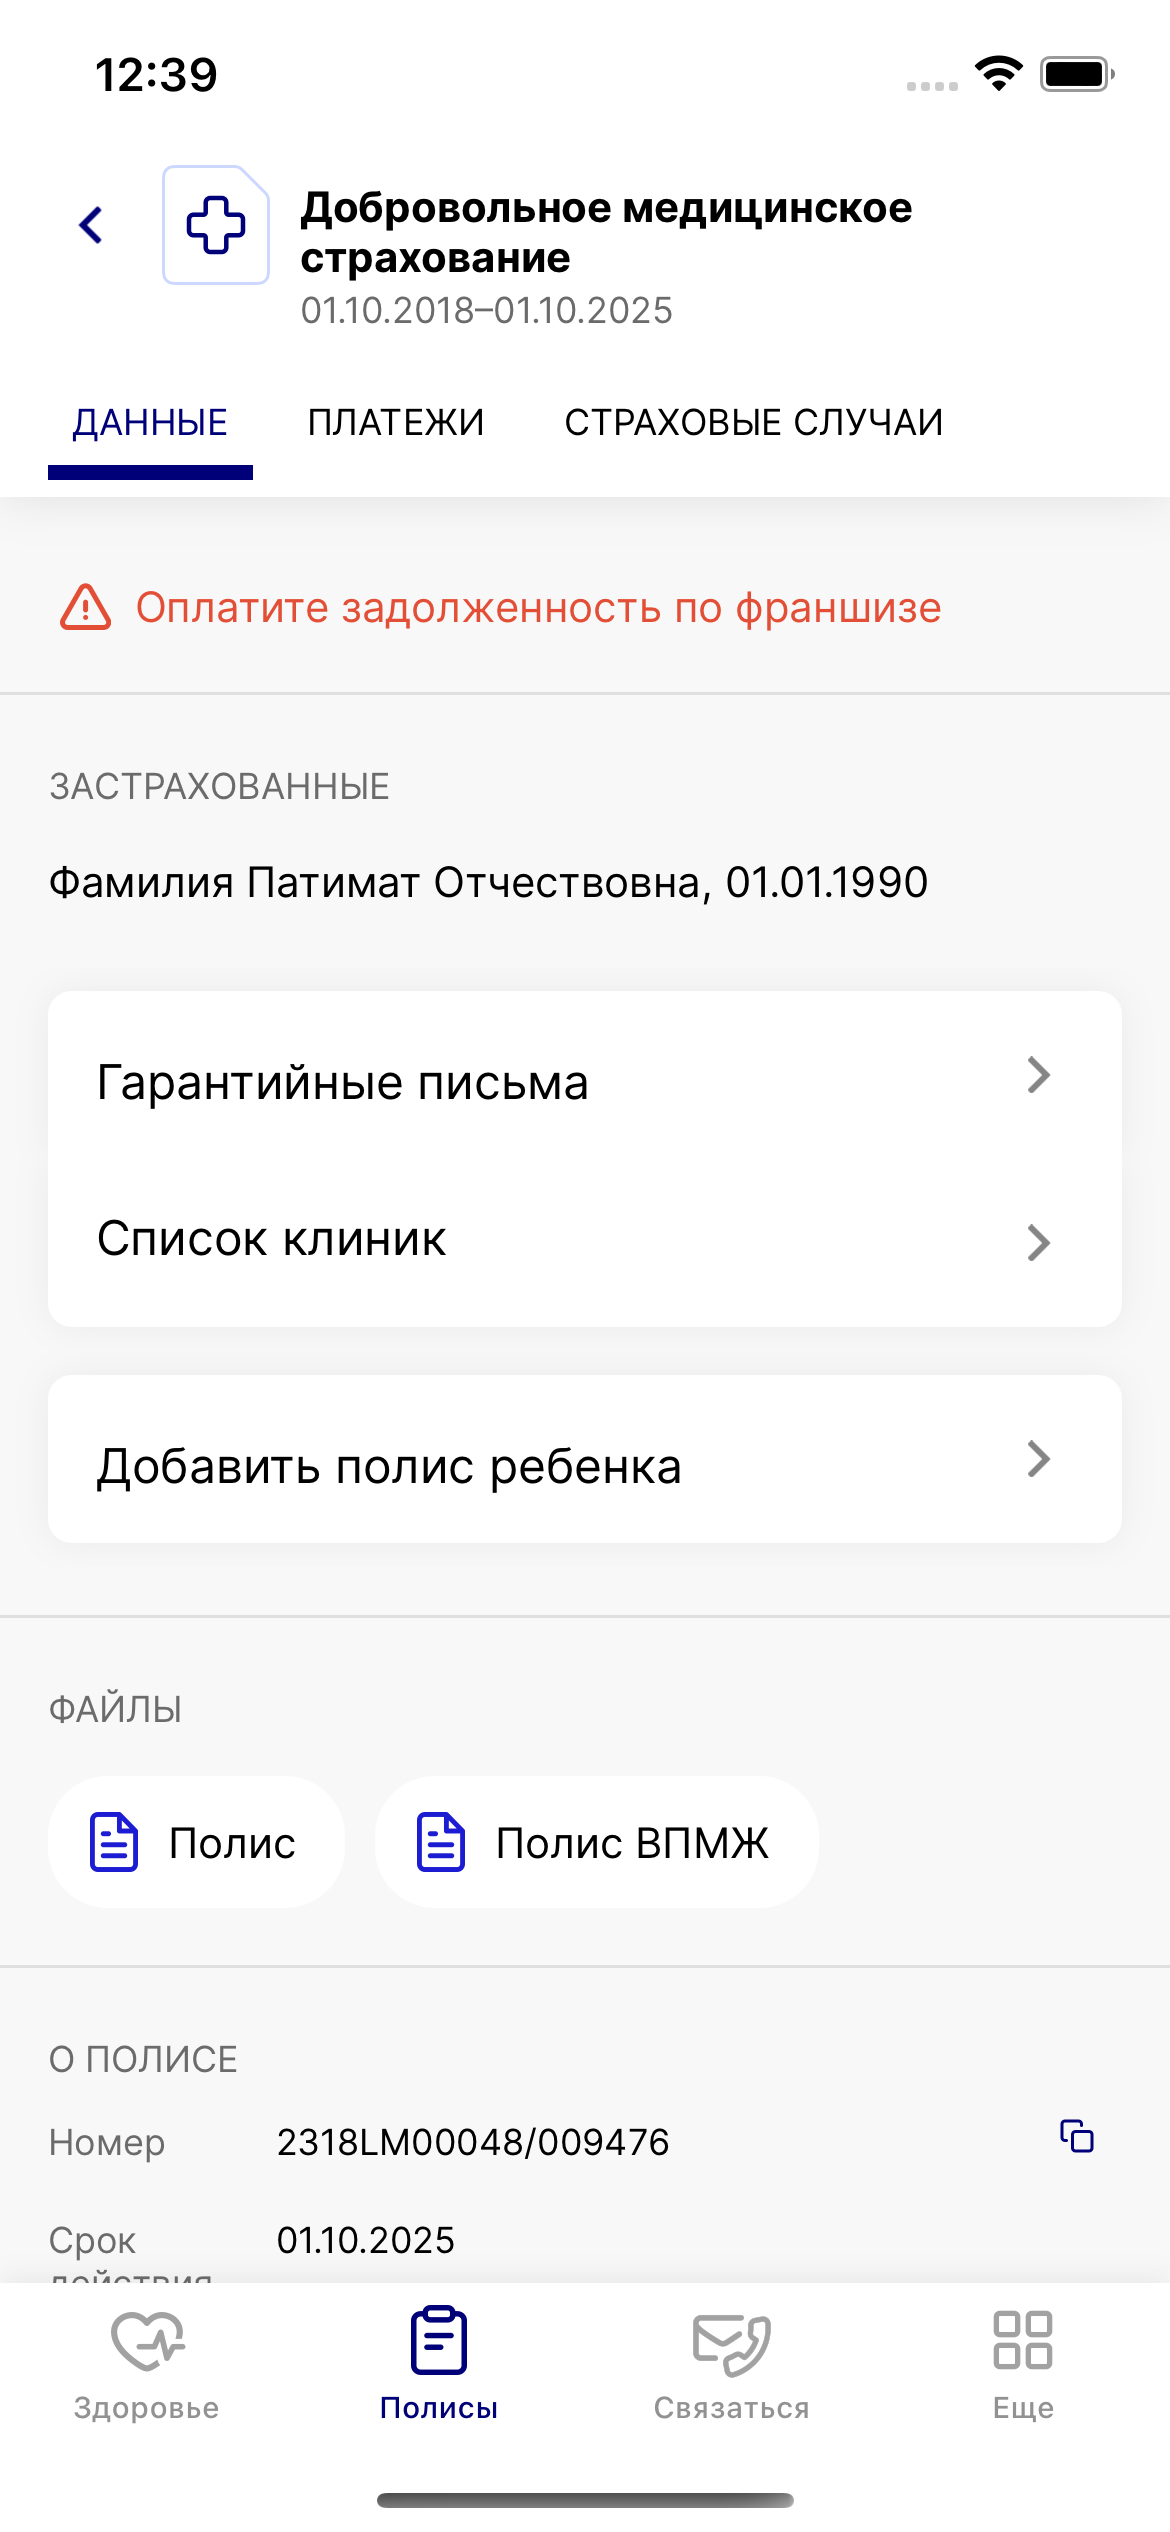 12:39
Добровольное медицинское
страхование
01.10.2018–01.10.2025
ДАННЫЕ ПЛАТЕЖИ СТРАХОВЫЕ СЛУЧАИ
Оплатите задолженность по франшизе
ЗАСТРАХОВАННЫЕ
Фамилия Патимат Отчествовна, 01.01.1990
Гарантийные письма
Список клиник
Добавить полис ребенка
ФАЙЛЫ
Полис Полис ВПМЖ
О ПОЛИСЕ
Номер 2318LM00048/009476
Срок 01.10.2025
действия
Здоровье Полисы Связаться Еще